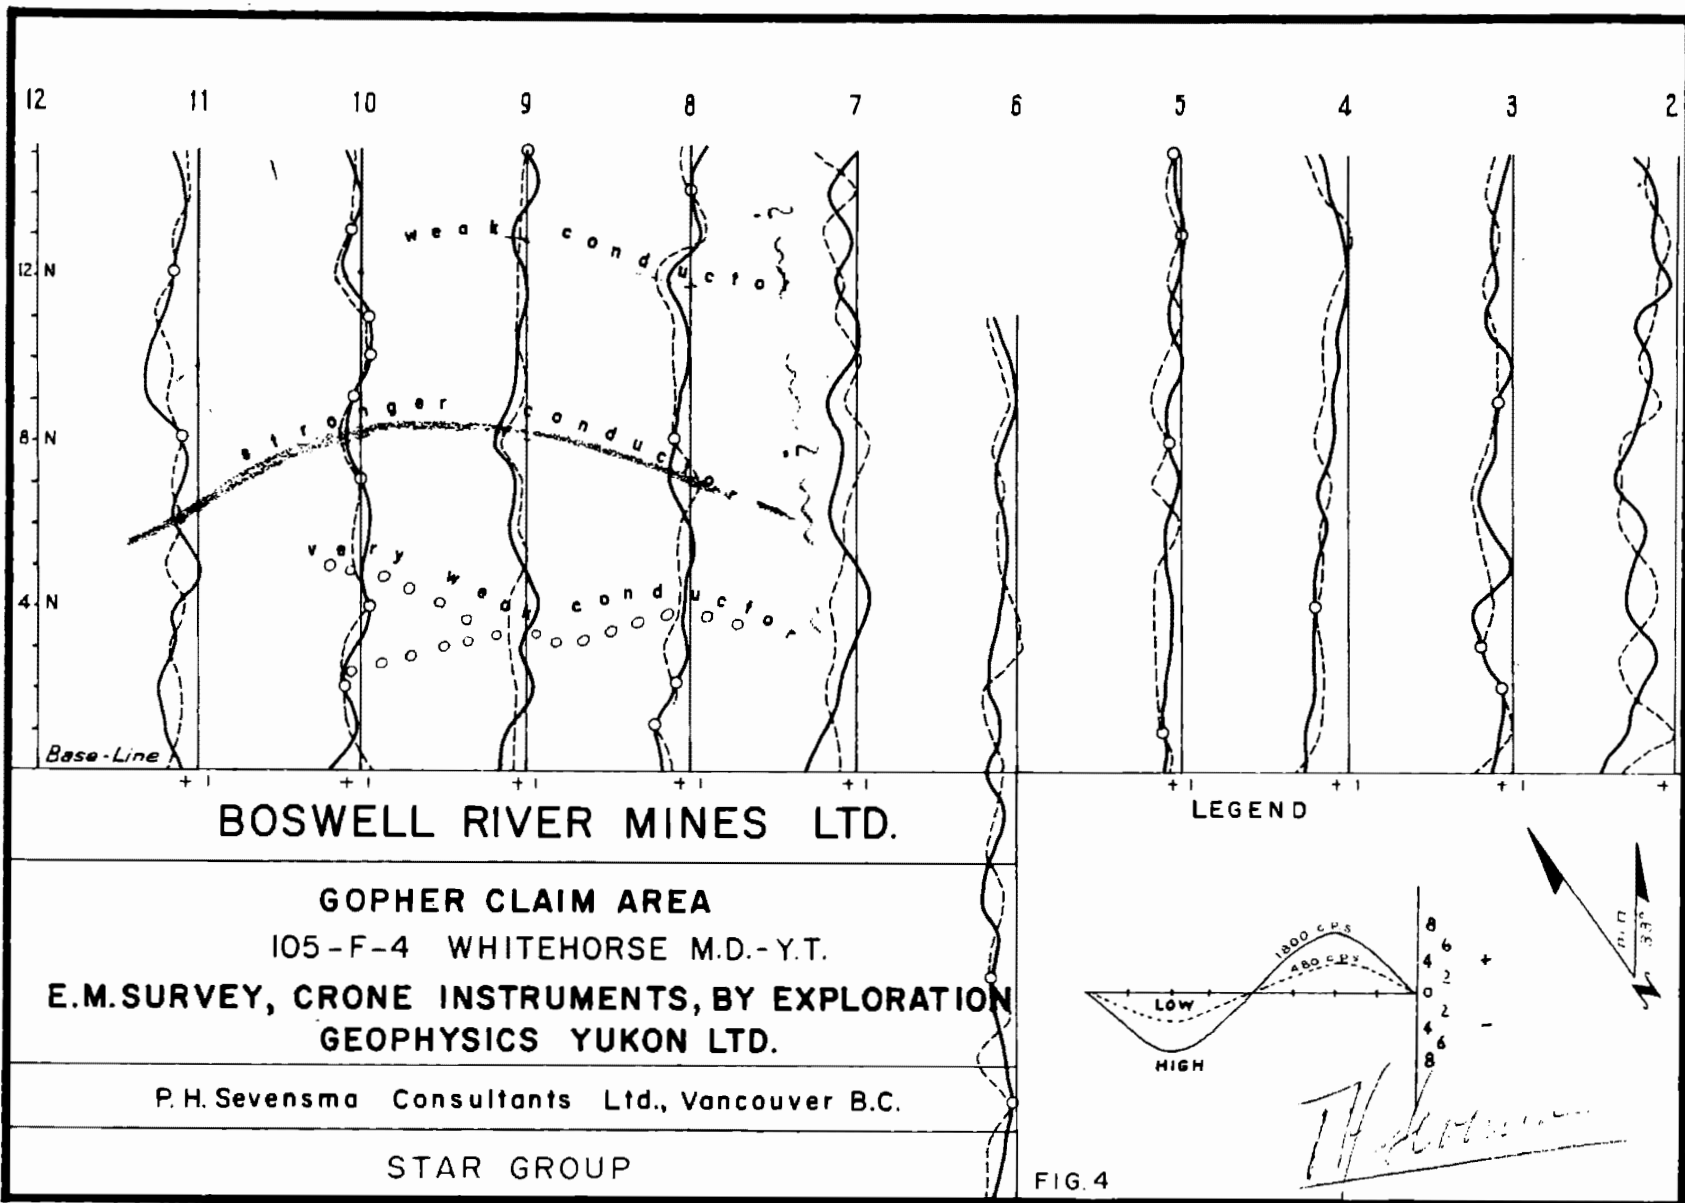 12 11 10 9 8 7 6 5 4 3 2
weak conductor
?
12 N
stronger conductor
8 N
?
very weak conductor
4 N
Base-Line
+ - + - + - + - + - + - + - + - +
BOSWELL RIVER MINES LTD.
GOPHER CLAIM AREA
105-F-4 WHITEHORSE M.D.-Y.T.
E.M.SURVEY, CRONE INSTRUMENTS, BY EXPLORATION
GEOPHYSICS YUKON LTD.
P.H. Sevensma Consultants Ltd., Vancouver B.C.
STAR GROUP
LEGEND
1800 cps
480 cps
LOW
HIGH
8
6
4 +
2
0
2
4 -
6
8
33°
N
FIG. 4